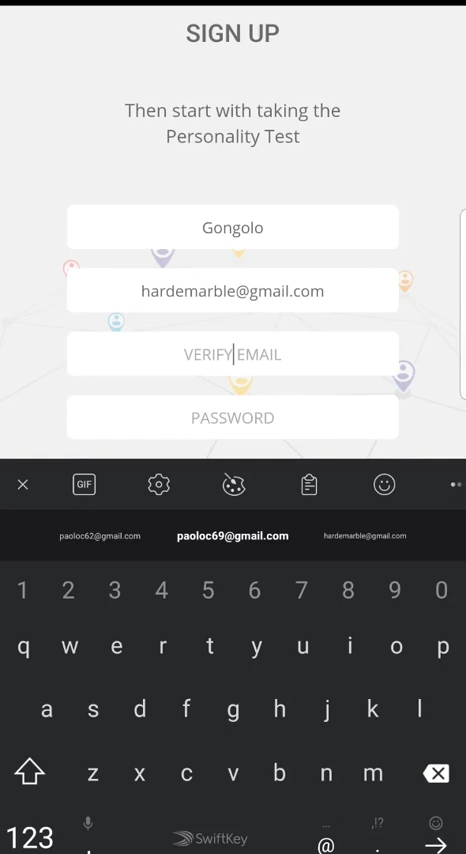 SIGN UP
Then start with taking the
Personality Test
Gongolo
hardemarble@gmail.com
VERIFY EMAIL
PASSWORD
GIF
paoloc62@gmail.com paoloc69@gmail.com hardemarble@gmail.com
1 2 3 4 5 6 7 8 9 0
q w e r t y u i o p
a s d f g h j k l
z x c v b n m
... ,!?
123 SwiftKey @ .